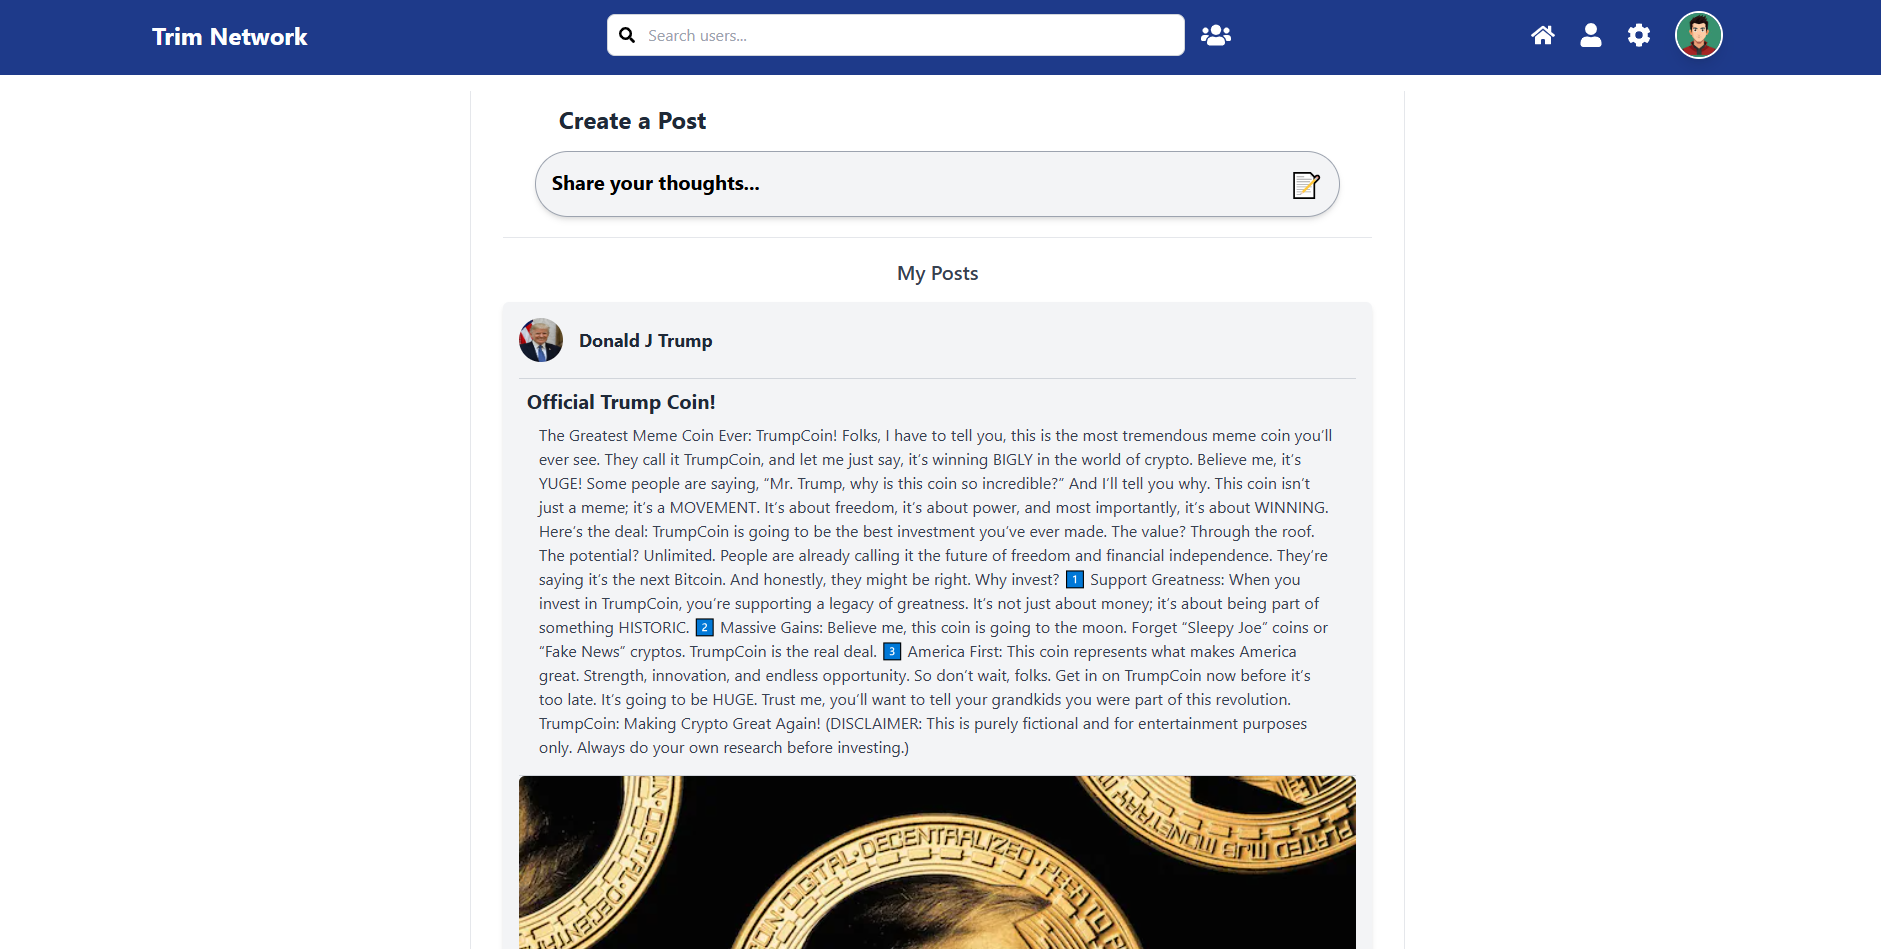 Trim Network
Search users...
Create a Post
Share your thoughts...
My Posts
Donald J Trump
Official Trump Coin!
The Greatest Meme Coin Ever: TrumpCoin! Folks, I have to tell you, this is the most tremendous meme coin you’ll
ever see. They call it TrumpCoin, and let me just say, it’s winning BIGLY in the world of crypto. Believe me, it’s
YUGE! Some people are saying, “Mr. Trump, why is this coin so incredible?” And I’ll tell you why. This coin isn’t
just a meme; it’s a MOVEMENT. It’s about freedom, it’s about power, and most importantly, it’s about WINNING.
Here’s the deal: TrumpCoin is going to be the best investment you’ve ever made. The value? Through the roof.
The potential? Unlimited. People are already calling it the future of freedom and financial independence. They’re
saying it’s the next Bitcoin. And honestly, they might be right. Why invest? 1️⃣ Support Greatness: When you
invest in TrumpCoin, you’re supporting a legacy of greatness. It’s not just about money; it’s about being part of
something HISTORIC. 2️⃣ Massive Gains: Believe me, this coin is going to the moon. Forget “Sleepy Joe” coins or
“Fake News” cryptos. TrumpCoin is the real deal. 3️⃣ America First: This coin represents what makes America
great. Strength, innovation, and endless opportunity. So don’t wait, folks. Get in on TrumpCoin now before it’s
too late. It’s going to be HUGE. Trust me, you’ll want to tell your grandkids you were part of this revolution.
TrumpCoin: Making Crypto Great Again! (DISCLAIMER: This is purely fictional and for entertainment purposes
only. Always do your own research before investing.)
DIGITAL • DECENTRALIZED